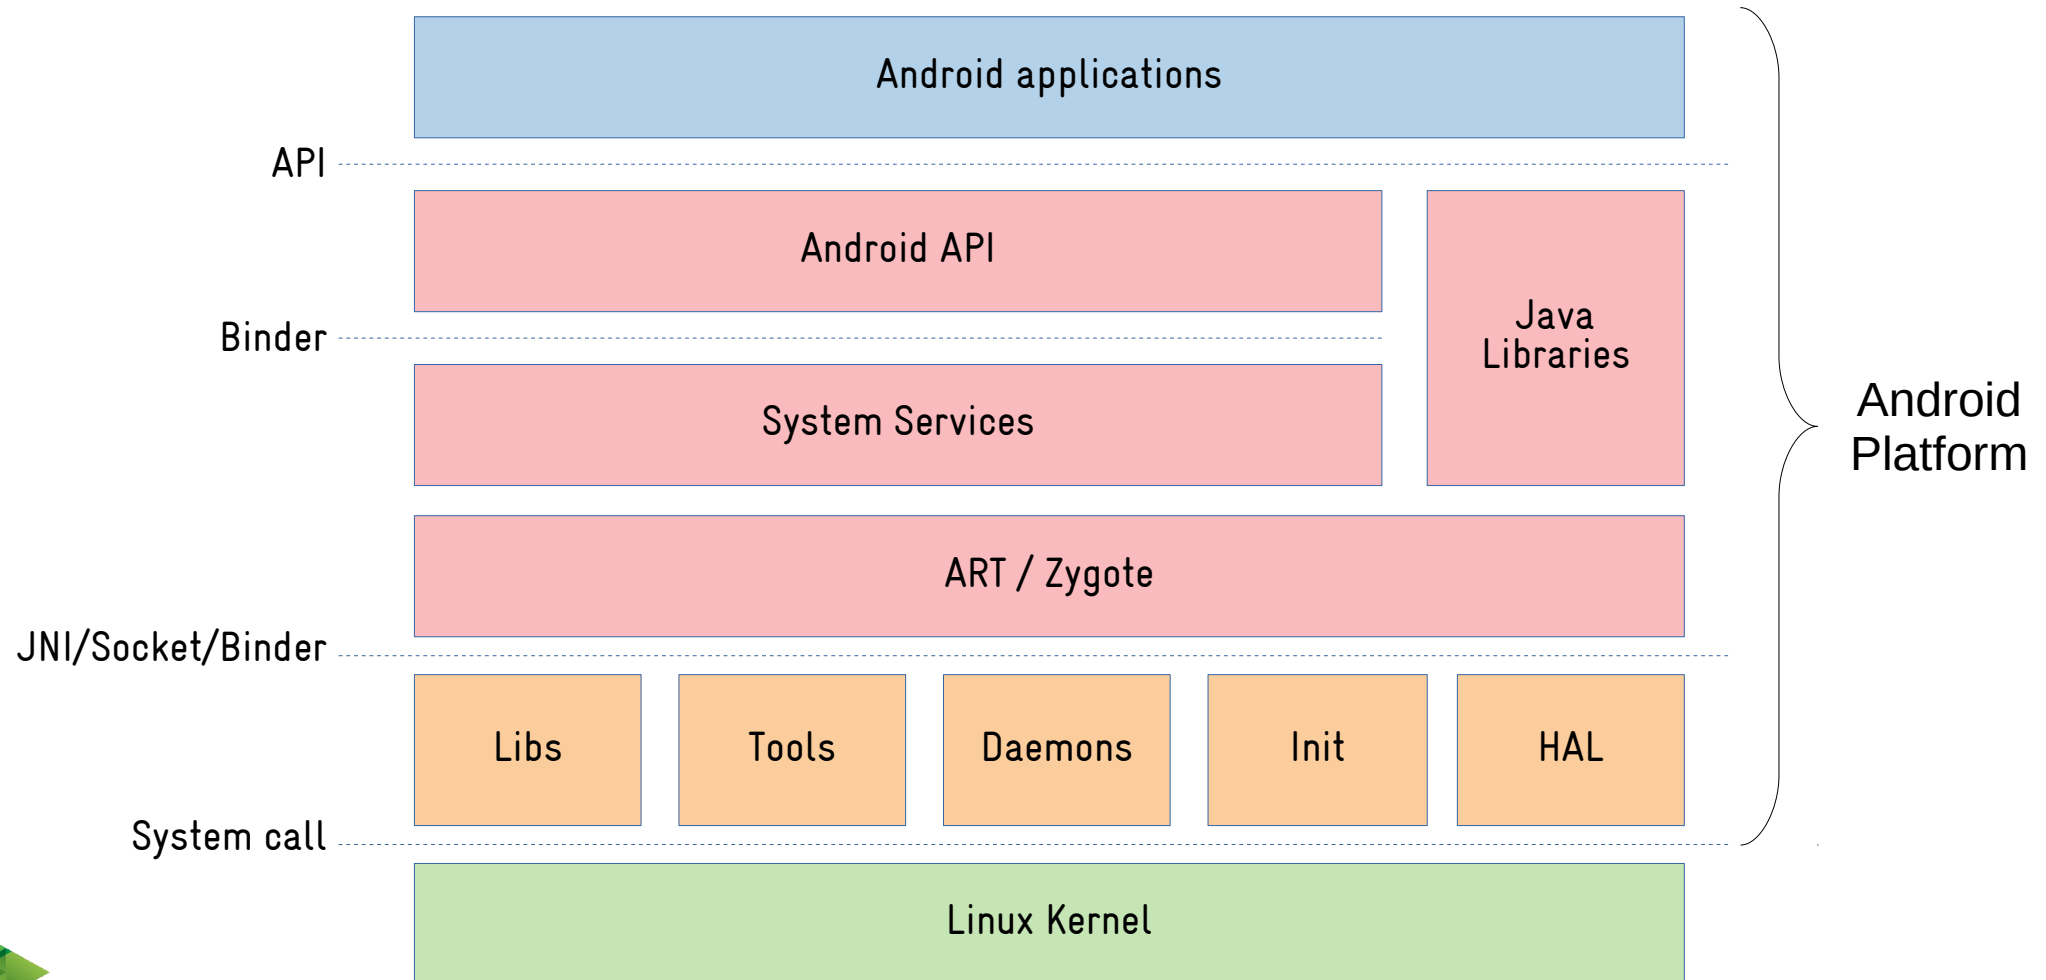 Android applications
API
Android API
Java
Libraries
Binder
System Services
Android
Platform
ART / Zygote
JNI/Socket/Binder
Libs
Tools
Daemons
Init
HAL
System call
Linux Kernel